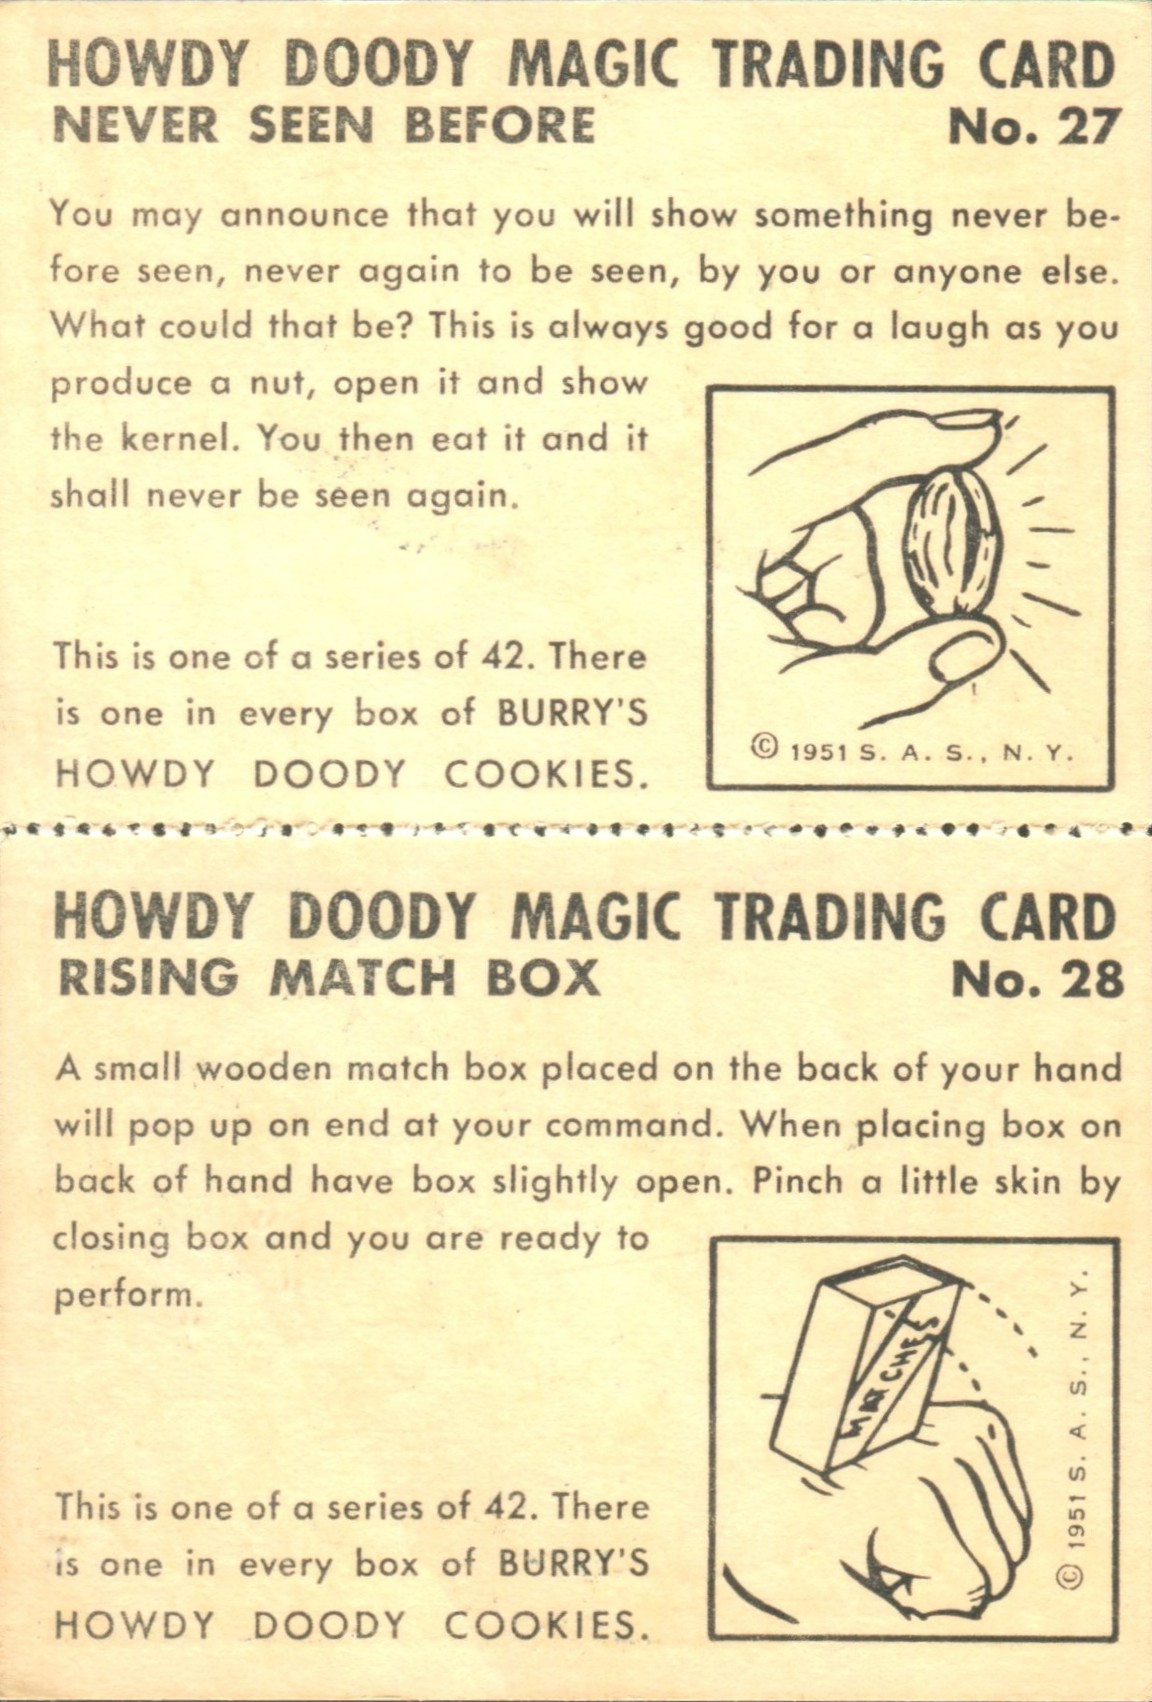 HOWDY DOODY MAGIC TRADING CARD
NEVER SEEN BEFORE No. 27
You may announce that you will show something never be-
fore seen, never again to be seen, by you or anyone else.
What could that be? This is always good for a laugh as you
produce a nut, open it and show
the kernel. You then eat it and it
shall never be seen again.
This is one of a series of 42. There
is one in every box of BURRY'S
HOWDY DOODY COOKIES.
© 1951 S. A. S., N. Y.
HOWDY DOODY MAGIC TRADING CARD
RISING MATCH BOX No. 28
A small wooden match box placed on the back of your hand
will pop up on end at your command. When placing box on
back of hand have box slightly open. Pinch a little skin by
closing box and you are ready to
perform.
This is one of a series of 42. There
is one in every box of BURRY'S
HOWDY DOODY COOKIES.
MATCHES
© 1951 S. A. S., N. Y.